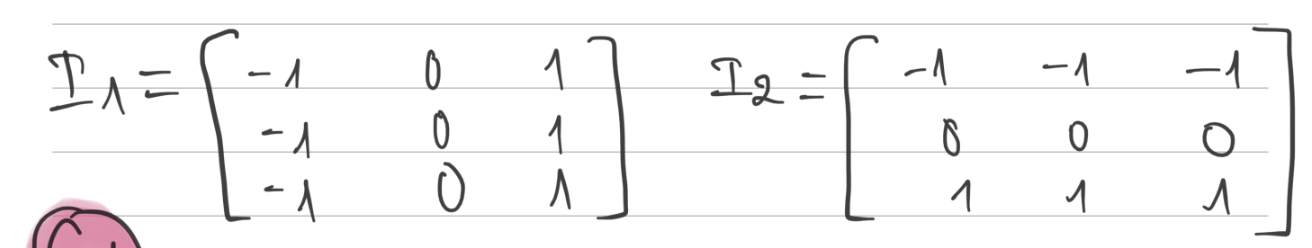 I1 = [ -1 0 1 I2 = [ -1 -1 -1 ]
-1 0 1 ] 0 0 0
-1 0 1 1 1 1